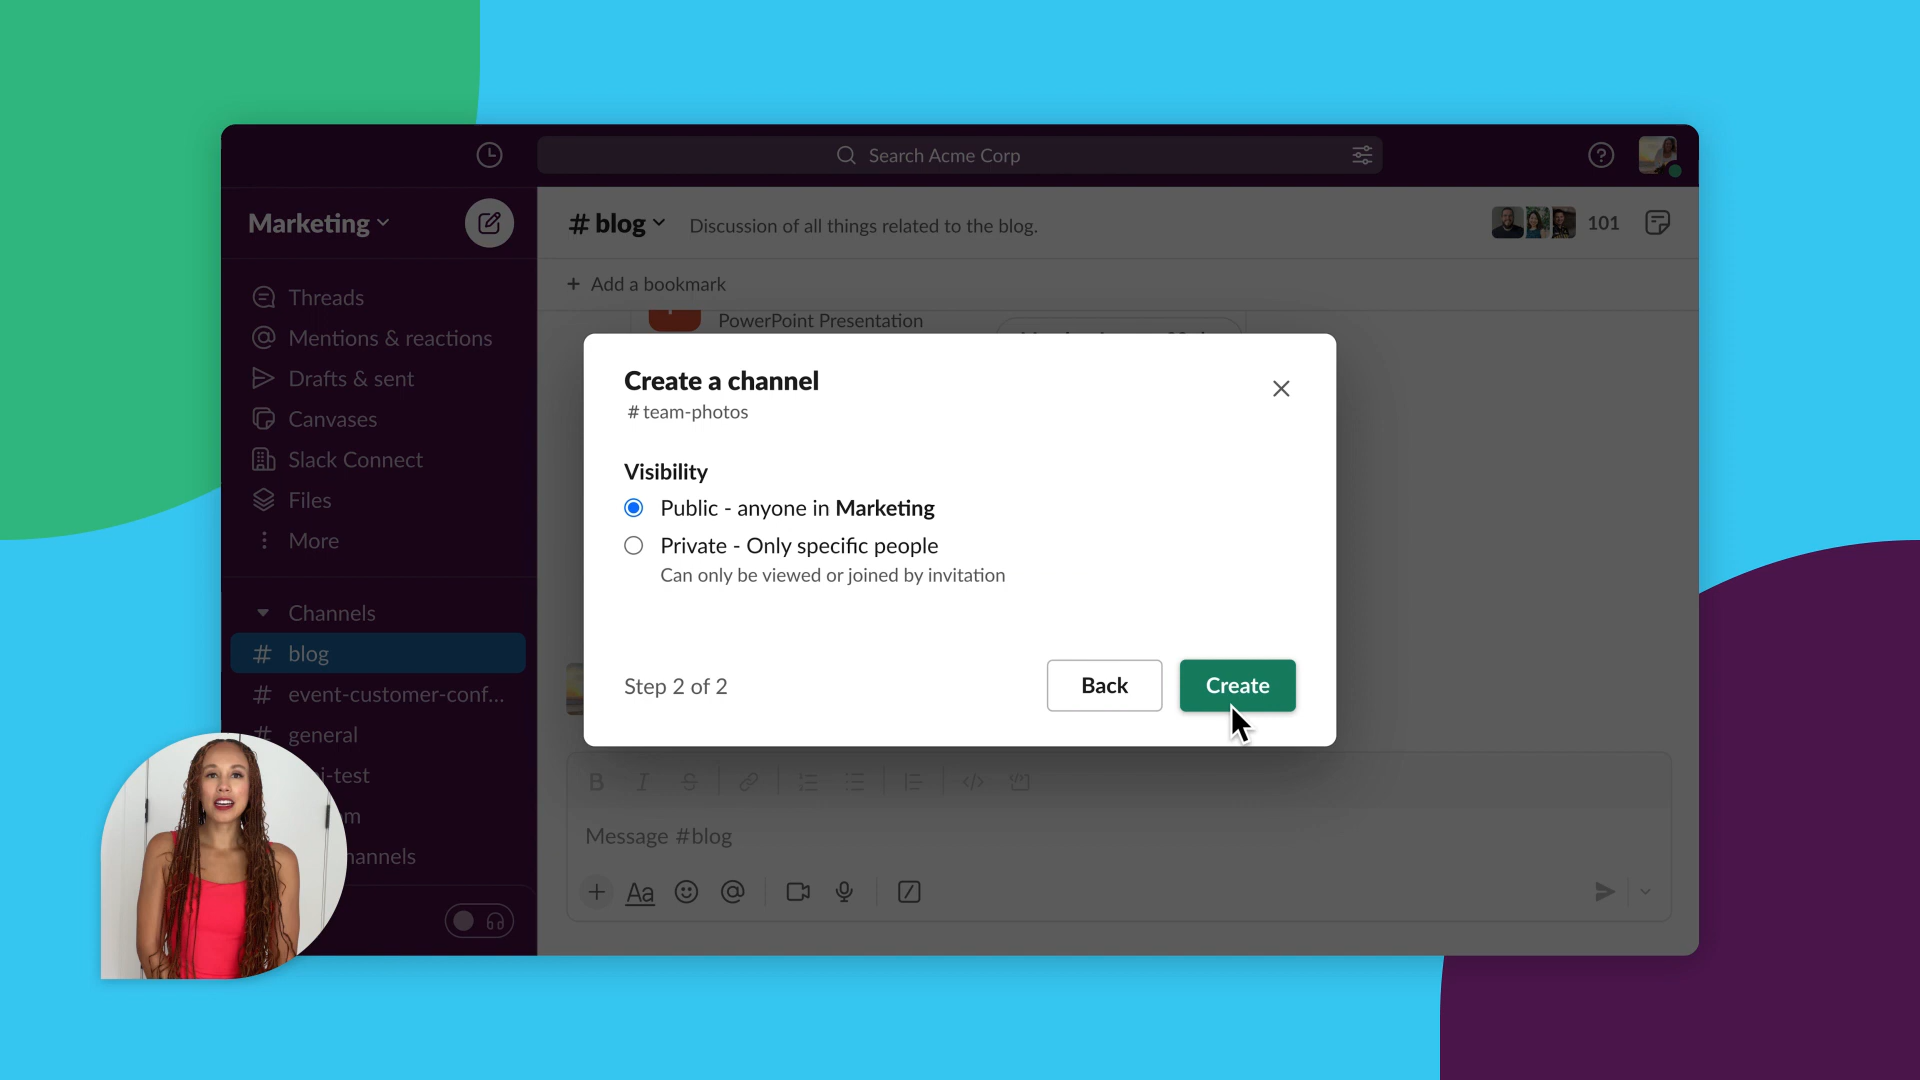 Search Acme Corp
Marketing
# blog
Discussion of all things related to the blog.
101
+ Add a bookmark
Threads
Mentions & reactions
Drafts & sent
Canvases
Slack Connect
Files
More
PowerPoint Presentation
Create a channel
# team-photos
Visibility
Public - anyone in Marketing
Private - Only specific people
Can only be viewed or joined by invitation
Step 2 of 2
Back
Create
Channels
# blog
# event-customer-conf...
# general
i-test
m
hannels
B I S
Message #blog
+ Aa